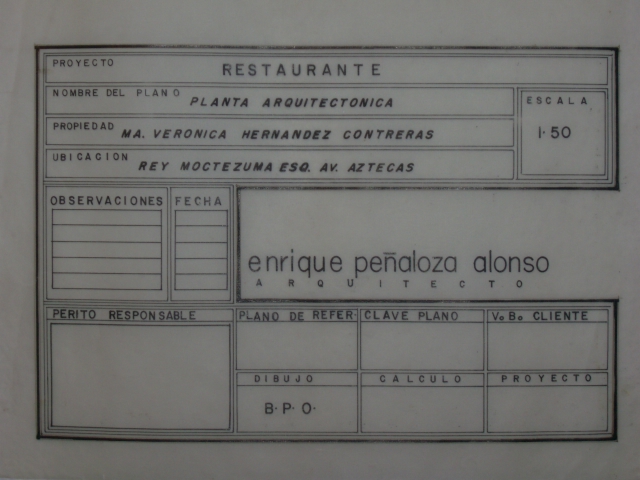 PROYECTO RESTAURANTE
NOMBRE DEL PLANO PLANTA ARQUITECTONICA
ESCALA
1·50
PROPIEDAD MA. VERONICA HERNANDEZ CONTRERAS
UBICACION REY MOCTEZUMA ESQ. AV. AZTECAS
OBSERVACIONES FECHA
enrique peñaloza alonso
ARQUITECTO
PERITO RESPONSABLE PLANO DE REFER- CLAVE PLANO Vo Bo CLIENTE
DIBUJO CALCULO PROYECTO
B·P·O·